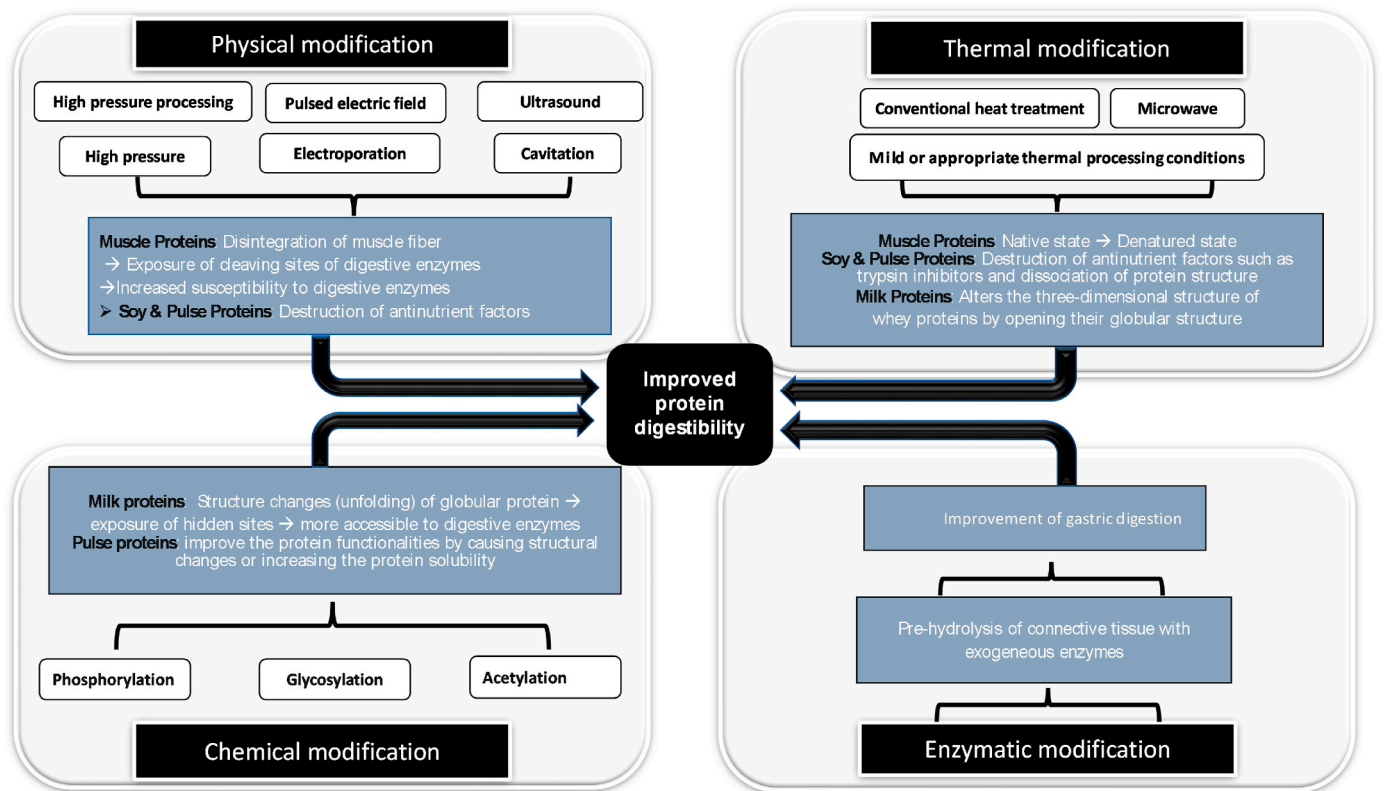 Physical modification
High pressure processing
Pulsed electric field
Ultrasound
High pressure
Electroporation
Cavitation
Muscle Proteins: Disintegration of muscle fiber
→ Exposure of cleaving sites of digestive enzymes
→Increased susceptibility to digestive enzymes
➤ Soy & Pulse Proteins: Destruction of antinutrient factors
Thermal modification
Conventional heat treatment
Microwave
Mild or appropriate thermal processing conditions
Muscle Proteins: Native state → Denatured state
Soy & Pulse Proteins: Destruction of antinutrient factors such as
trypsin inhibitors and dissociation of protein structure
Milk Proteins: Alters the three-dimensional structure of
whey proteins by opening their globular structure
Improved
protein
digestibility
Milk proteins: Structure changes (unfolding) of globular protein →
exposure of hidden sites → more accessible to digestive enzymes
Pulse proteins: improve the protein functionalities by causing structural
changes or increasing the protein solubility
Phosphorylation
Glycosylation
Acetylation
Chemical modification
Improvement of gastric digestion
Pre-hydrolysis of connective tissue with
exogeneous enzymes
Enzymatic modification